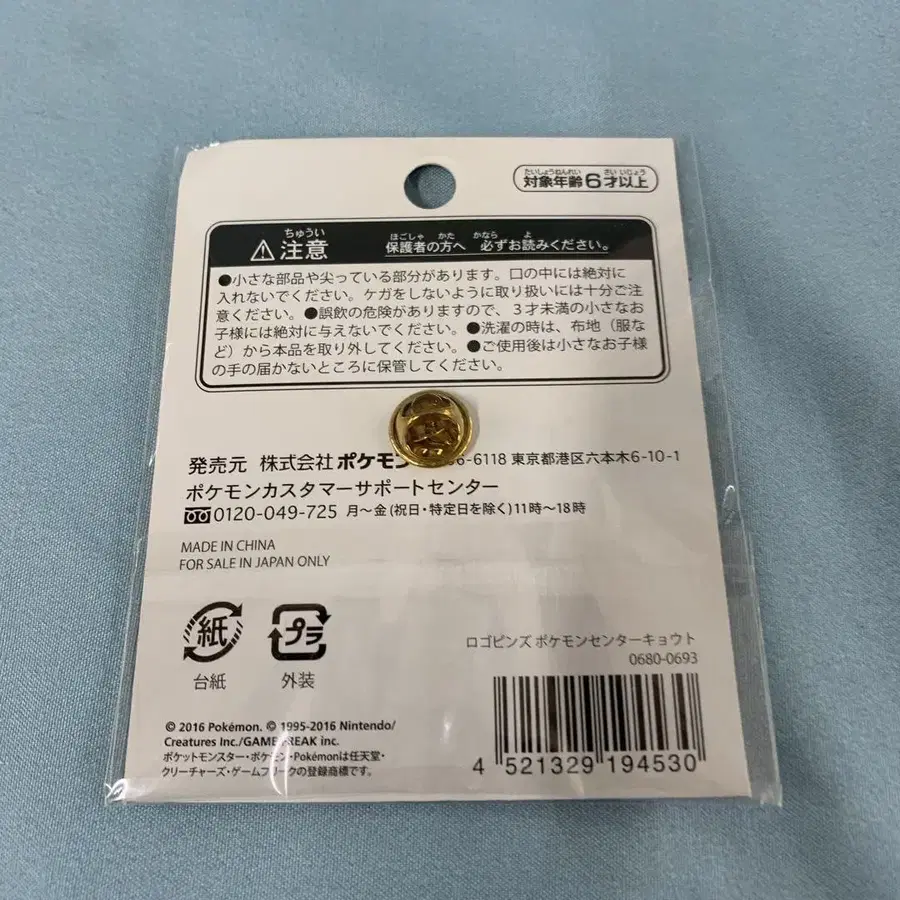 たいしょうねんれい さい いじょう
対象年齢6才以上
ちゅうい ほごしゃ かた かなら よ
⚠注意 保護者の方へ 必ずお読みください。
●小さな部品や尖っている部分があります。口の中には絶対に
入れないでください。ケガをしないように取り扱いには十分ご注
意ください。●誤飲の危険がありますので、3才未満の小さなお
子様には絶対に与えないでください。●洗濯の時は、布地（服な
ど）から本品を取り外してください。●ご使用後は小さなお子様
の手の届かないところに保管してください。
発売元 株式会社ポケモン 6-6118 東京都港区六本木6-10-1
ポケモンカスタマーサポートセンター
0120-049-725 月〜金(祝日・特定日を除く)11時〜18時
MADE IN CHINA
FOR SALE IN JAPAN ONLY
紙 プラ
台紙 外装
ロゴピンズ ポケモンセンターキョウト
0680-0693
© 2016 Pokémon. © 1995-2016 Nintendo/
Creatures Inc./GAME FREAK inc.
ポケットモンスター・ポケモン・Pokémonは任天堂・
クリーチャーズ・ゲームフリークの登録商標です。
4 521329 194530